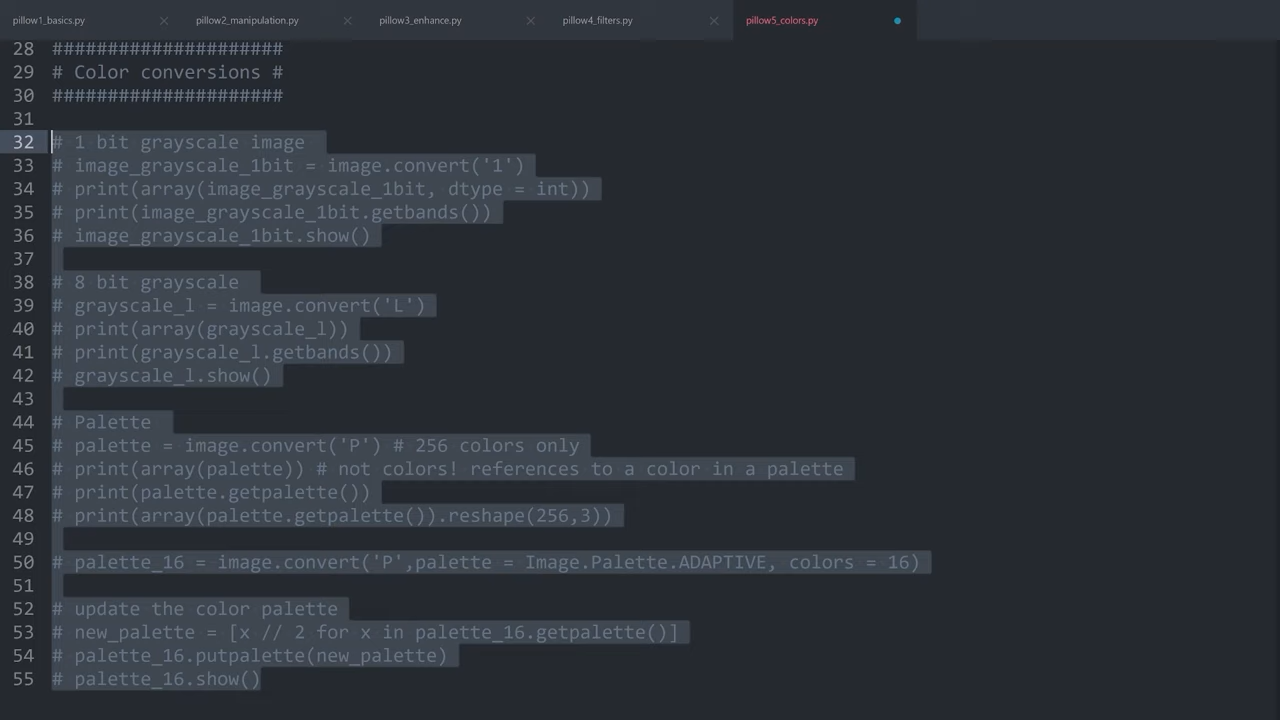 pillow1_basics.py pillow2_manipulation.py pillow3_enhance.py pillow4_filters.py pillow5_colors.py
28 #####################
29 # Color conversions #
30 #####################
31
32 # 1 bit grayscale image
33 # image_grayscale_1bit = image.convert('1')
34 # print(array(image_grayscale_1bit, dtype = int))
35 # print(image_grayscale_1bit.getbands())
36 # image_grayscale_1bit.show()
37
38 # 8 bit grayscale
39 # grayscale_l = image.convert('L')
40 # print(array(grayscale_l))
41 # print(grayscale_l.getbands())
42 # grayscale_l.show()
43
44 # Palette
45 # palette = image.convert('P') # 256 colors only
46 # print(array(palette)) # not colors! references to a color in a palette
47 # print(palette.getpalette())
48 # print(array(palette.getpalette()).reshape(256,3))
49
50 # palette_16 = image.convert('P',palette = Image.Palette.ADAPTIVE, colors = 16)
51
52 # update the color palette
53 # new_palette = [x // 2 for x in palette_16.getpalette()]
54 # palette_16.putpalette(new_palette)
55 # palette_16.show()